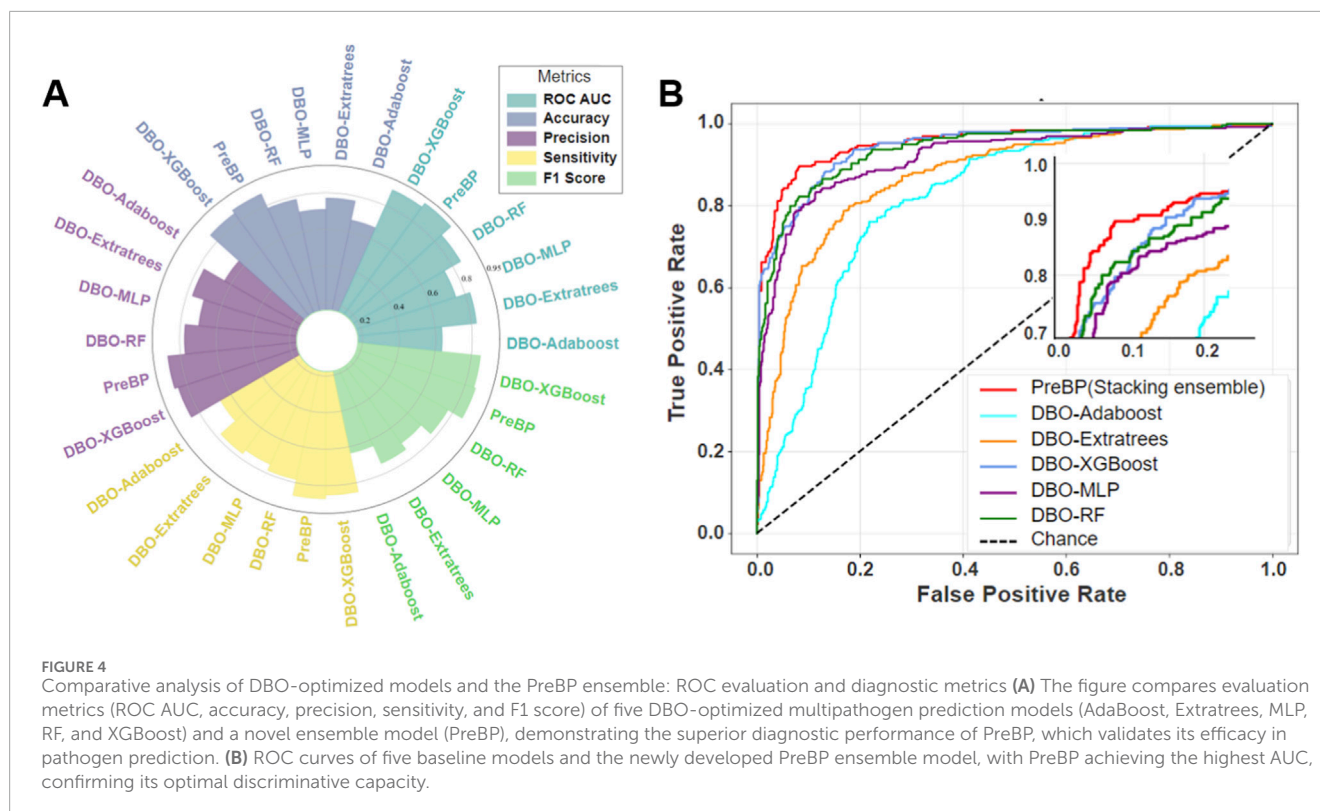 A
Metrics
ROC AUC
Accuracy
Precision
Sensitivity
F1 Score
DBO-XGBoost
PreBP
DBO-RF
DBO-MLP
DBO-Extratrees
DBO-Adaboost
DBO-XGBoost
PreBP
DBO-RF
DBO-MLP
DBO-Extratrees
DBO-Adaboost
DBO-XGBoost
PreBP
DBO-RF
DBO-MLP
DBO-Extratrees
DBO-Adaboost
DBO-XGBoost
PreBP
DBO-RF
DBO-MLP
DBO-Extratrees
DBO-Adaboost
DBO-XGBoost
PreBP
DBO-RF
DBO-MLP
DBO-Extratrees
DBO-Adaboost
0.2
0.4
0.6
0.8
0.95
B
True Positive Rate
1.0
0.8
0.6
0.4
0.2
0.0
0.0 0.2 0.4 0.6 0.8 1.0
False Positive Rate
1.0
0.9
0.8
0.7
0.0 0.1 0.2
PreBP(Stacking ensemble)
DBO-Adaboost
DBO-Extratrees
DBO-XGBoost
DBO-MLP
DBO-RF
Chance
FIGURE 4
Comparative analysis of DBO-optimized models and the PreBP ensemble: ROC evaluation and diagnostic metrics (A) The figure compares evaluation
metrics (ROC AUC, accuracy, precision, sensitivity, and F1 score) of five DBO-optimized multipathogen prediction models (AdaBoost, Extratrees, MLP,
RF, and XGBoost) and a novel ensemble model (PreBP), demonstrating the superior diagnostic performance of PreBP, which validates its efficacy in
pathogen prediction. (B) ROC curves of five baseline models and the newly developed PreBP ensemble model, with PreBP achieving the highest AUC,
confirming its optimal discriminative capacity.